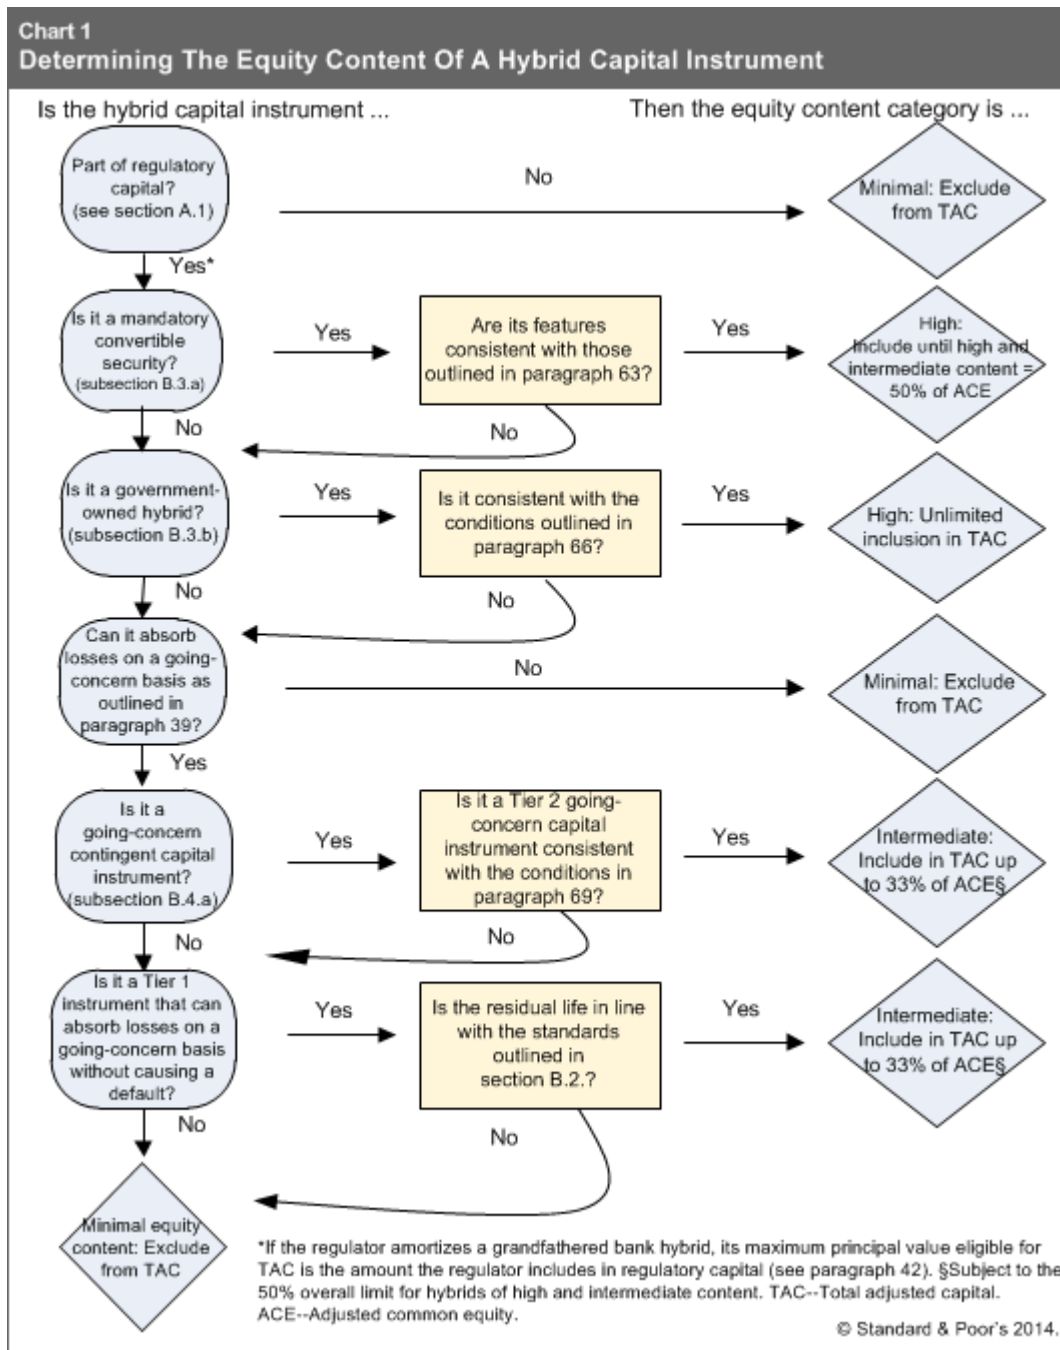 Chart 1
Determining The Equity Content Of A Hybrid Capital Instrument
Is the hybrid capital instrument ...
Then the equity content category is ...
Part of regulatory
capital?
(see section A.1)
No
Minimal: Exclude
from TAC
Yes*
Is it a mandatory
convertible
security?
(subsection B.3.a)
Yes
Are its features
consistent with those
outlined in paragraph 63?
Yes
High:
Include until high and
intermediate content =
50% of ACE
No
No
Is it a government-
owned hybrid?
(subsection B.3.b)
Yes
Is it consistent with the
conditions outlined in
paragraph 66?
Yes
High: Unlimited
inclusion in TAC
No
No
Can it absorb
losses on a going-
concern basis as
outlined in
paragraph 39?
No
Minimal: Exclude
from TAC
Yes
Is it a
going-concern
contingent capital
instrument?
(subsection B.4.a)
Yes
Is it a Tier 2 going-
concern capital
instrument consistent
with the conditions in
paragraph 69?
Yes
Intermediate:
Include in TAC up
to 33% of ACE§
No
No
Is it a Tier 1
instrument that can
absorb losses on a
going-concern basis
without causing a
default?
Yes
Is the residual life in line
with the standards
outlined in
section B.2.?
Yes
Intermediate:
Include in TAC up
to 33% of ACE§
No
No
Minimal equity
content: Exclude
from TAC
*If the regulator amortizes a grandfathered bank hybrid, its maximum principal value eligible for
TAC is the amount the regulator includes in regulatory capital (see paragraph 42). §Subject to the
50% overall limit for hybrids of high and intermediate content. TAC--Total adjusted capital.
ACE--Adjusted common equity.
© Standard & Poor's 2014.